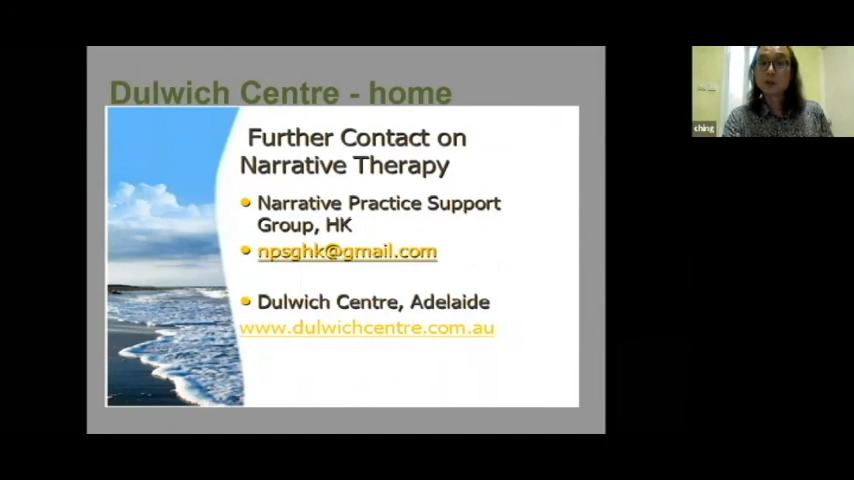 Dulwich Centre - home
Further Contact on
Narrative Therapy
Narrative Practice Support
Group, HK
npsghk@gmail.com
Dulwich Centre, Adelaide
www.dulwichcentre.com.au
ching